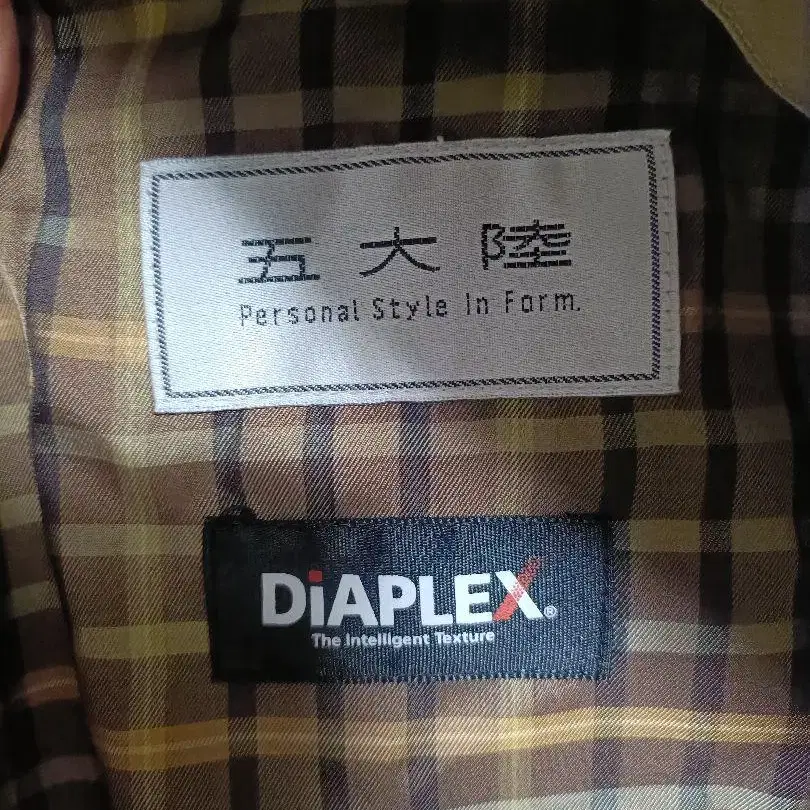 五大陸
Personal Style In Form.
DiAPLEX®
The Intelligent Texture